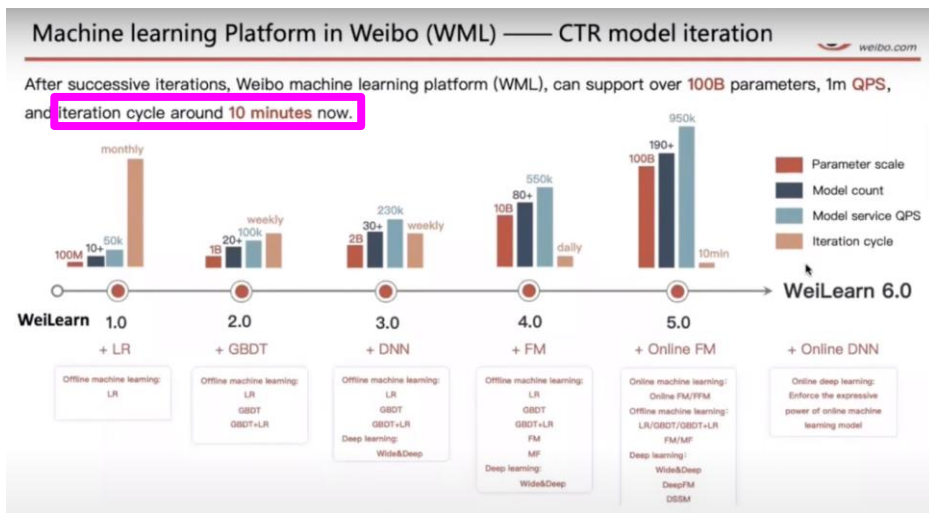 Machine learning Platform in Weibo (WML) —— CTR model iteration
weibo.com
After successive iterations, Weibo machine learning platform (WML), can support over 100B parameters, 1m QPS,
and iteration cycle around 10 minutes now.
monthly
100M
10+
50k
weekly
1B
20+
100k
230k
2B
30+
weekly
550k
10B
80+
daily
950k
100B
190+
10min
Parameter scale
Model count
Model service QPS
Iteration cycle
WeiLearn 6.0
WeiLearn 1.0 2.0 3.0 4.0 5.0
+ LR
+ GBDT
+ DNN
+ FM
+ Online FM
+ Online DNN
Offline machine learning:
LR
Offline machine learning:
LR
GBDT
GBDT+LR
Offline machine learning:
LR
GBDT
GBDT+LR
Deep learning:
Wide&Deep
Offline machine learning:
LR
GBDT
GBDT+LR
FM
MF
Deep learning:
Wide&Deep
Online machine learning:
Online FM/FFM
Offline machine learning:
LR/GBDT/GBDT+LR
FM/MF
Deep learning:
Wide&Deep
DeepFM
DSSM
Online deep learning:
Enforce the expressive
power of online machine
learning model